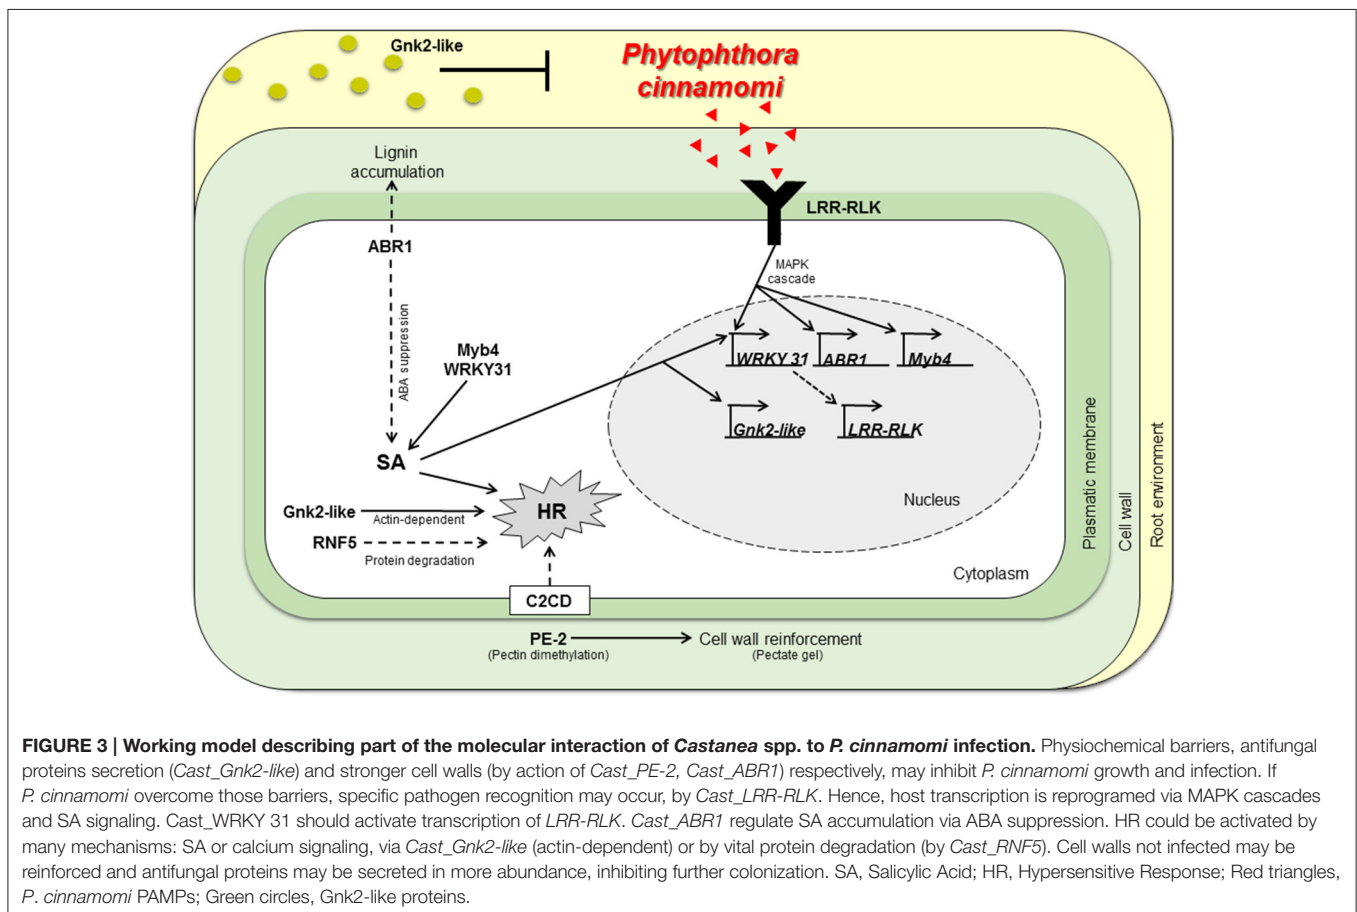 Gnk2-like
Phytophthora
cinnamomi
Lignin
accumulation
LRR-RLK
ABR1
MAPK
cascade
ABA suppression
Myb4
WRKY31
WRKY 31
ABR1
Myb4
Gnk2-like
LRR-RLK
SA
Nucleus
HR
Gnk2-like
Actin-dependent
RNF5
Protein degradation
Cytoplasm
C2CD
PE-2
(Pectin dimethylation)
Cell wall reinforcement
(Pectate gel)
Plasmatic membrane
Cell wall
Root environment
FIGURE 3 | Working model describing part of the molecular interaction of Castanea spp. to P. cinnamomi infection. Physiochemical barriers, antifungal
proteins secretion (Cast_Gnk2-like) and stronger cell walls (by action of Cast_PE-2, Cast_ABR1) respectively, may inhibit P. cinnamomi growth and infection. If
P. cinnamomi overcome those barriers, specific pathogen recognition may occur, by Cast_LRR-RLK. Hence, host transcription is reprogramed via MAPK cascades
and SA signaling. Cast_WRKY 31 should activate transcription of LRR-RLK. Cast_ABR1 regulate SA accumulation via ABA suppression. HR could be activated by
many mechanisms: SA or calcium signaling, via Cast_Gnk2-like (actin-dependent) or by vital protein degradation (by Cast_RNF5). Cell walls not infected may be
reinforced and antifungal proteins may be secreted in more abundance, inhibiting further colonization. SA, Salicylic Acid; HR, Hypersensitive Response; Red triangles,
P. cinnamomi PAMPs; Green circles, Gnk2-like proteins.